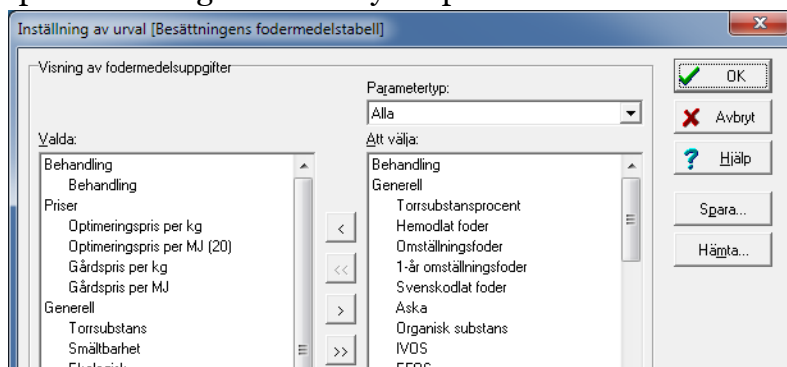 Inställning av urval [Besättningens fodermedelstabell]
Visning av fodermedelsuppgifter
Parametertyp:
Alla
Valda:
Behandling
Behandling
Priser
Optimeringspris per kg
Optimeringspris per MJ (20)
Gårdspris per kg
Gårdspris per MJ
Generell
Torrsubstans
Smältbarhet
<
<<
>
>>
Att välja:
Behandling
Generell
Torrsubstansprocent
Hemodlat foder
Omställningsfoder
1-år omställningsfoder
Svenskodlat foder
Aska
Organisk substans
IVOS
OK
Avbryt
Hjälp
Spara...
Hämta...